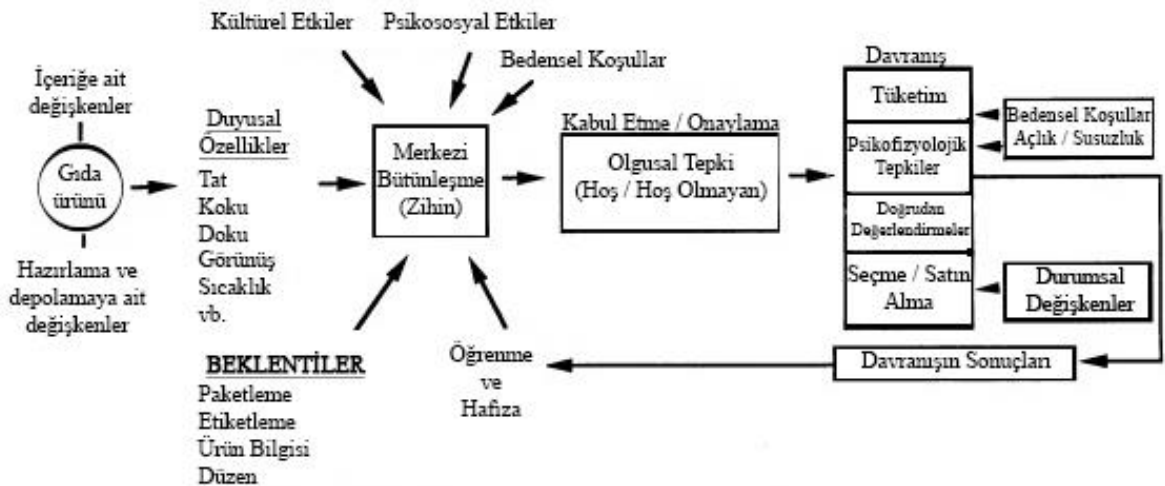 Kültürel Etkiler
Psikososyal Etkiler
Bedensel Koşullar
İçeriğe ait
değişkenler
Gıda
ürünü
Hazırlama ve
depolamaya ait
değişkenler
Duyusal
Özellikler
Tat
Koku
Doku
Görünüş
Sıcaklık
vb.
Merkezi
Bütünleşme
(Zihin)
BEKLENTİLER
Paketleme
Etiketleme
Ürün Bilgisi
Düzen
Öğrenme
ve
Hafıza
Kabul Etme / Onaylama
Olgusal Tepki
(Hoş / Hoş Olmayan)
Davranış
Tüketim
Psikofizyolojik
Tepkiler
Doğrudan
Değerlendirmeler
Seçme / Satın
Alma
Bedensel Koşullar
Açlık / Susuzluk
Durumsal
Değişkenler
Davranışın Sonuçları